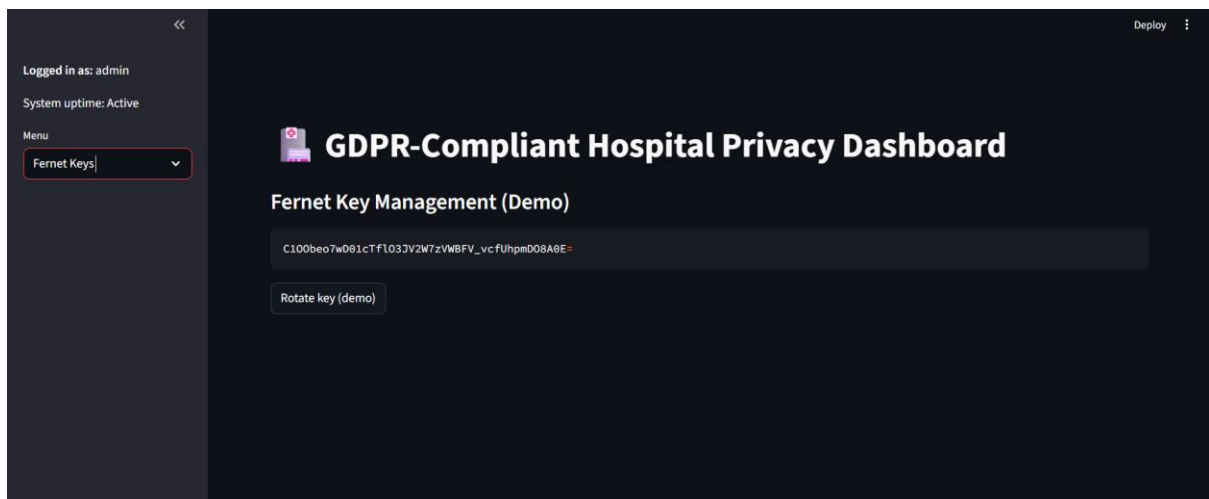 Deploy
Logged in as: admin
System uptime: Active
Menu
Fernet Keys
GDPR-Compliant Hospital Privacy Dashboard
Fernet Key Management (Demo)
C1OObeo7wD01cTflO3JV2W7zVWBFV_vcfUhpmDO8A0E=
Rotate key (demo)